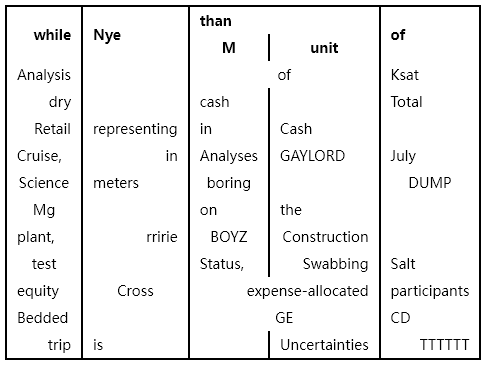 while Nye than of
M unit
Analysis of Ksat
dry cash Total
Retail representing in Cash
Cruise, in Analyses GAYLORD July
Science meters boring DUMP
Mg on the
plant, rririe BOYZ Construction
test Status, Swabbing Salt
equity Cross expense-allocated participants
Bedded GE CD
trip is Uncertainties TTTTTT